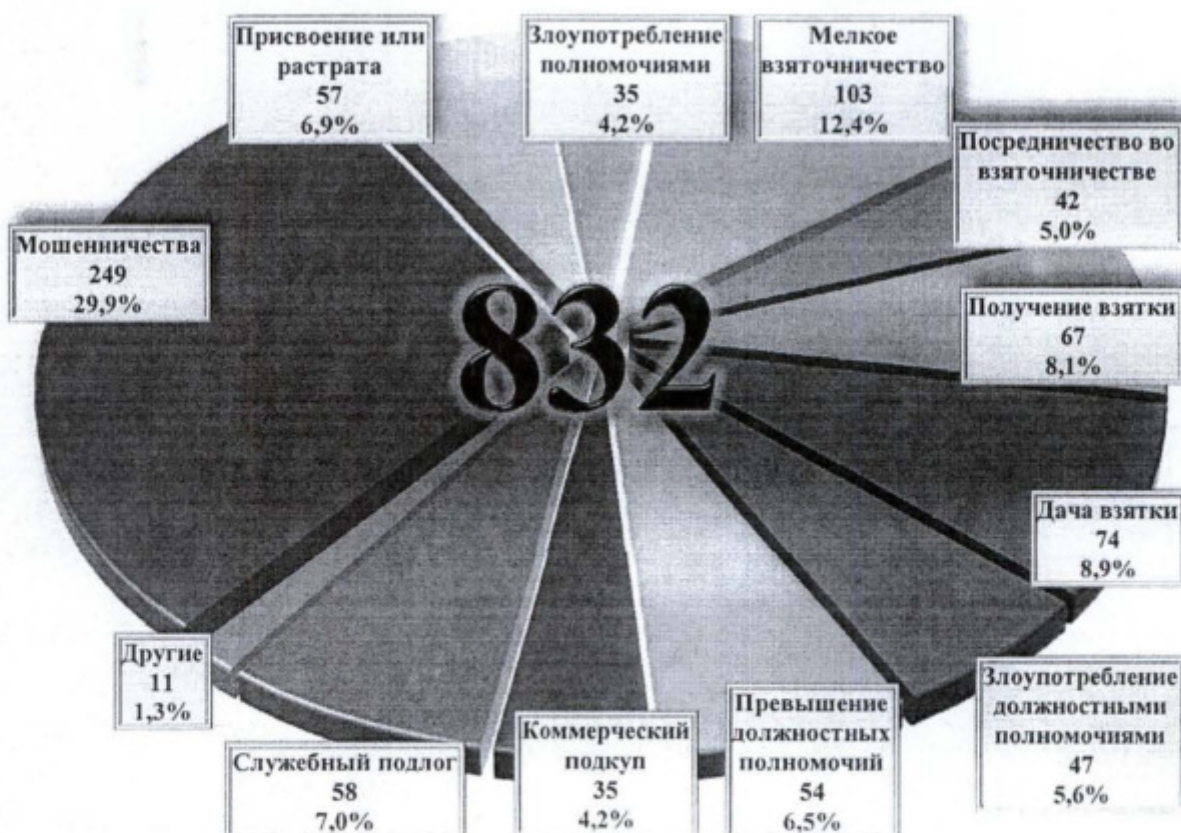 Присвоение или
растрата
57
6,9%
Злоупотребление
полномочиями
35
4,2%
Мелкое
взяточничество
103
12,4%
Посредничество во
взяточничестве
42
5,0%
Мошенничества
249
29,9%
832
Получение взятки
67
8,1%
Дача взятки
74
8,9%
Другие
11
1,3%
Служебный подлог
58
7,0%
Коммерческий
подкуп
35
4,2%
Превышение
должностных
полномочий
54
6,5%
Злоупотребление
должностными
полномочиями
47
5,6%